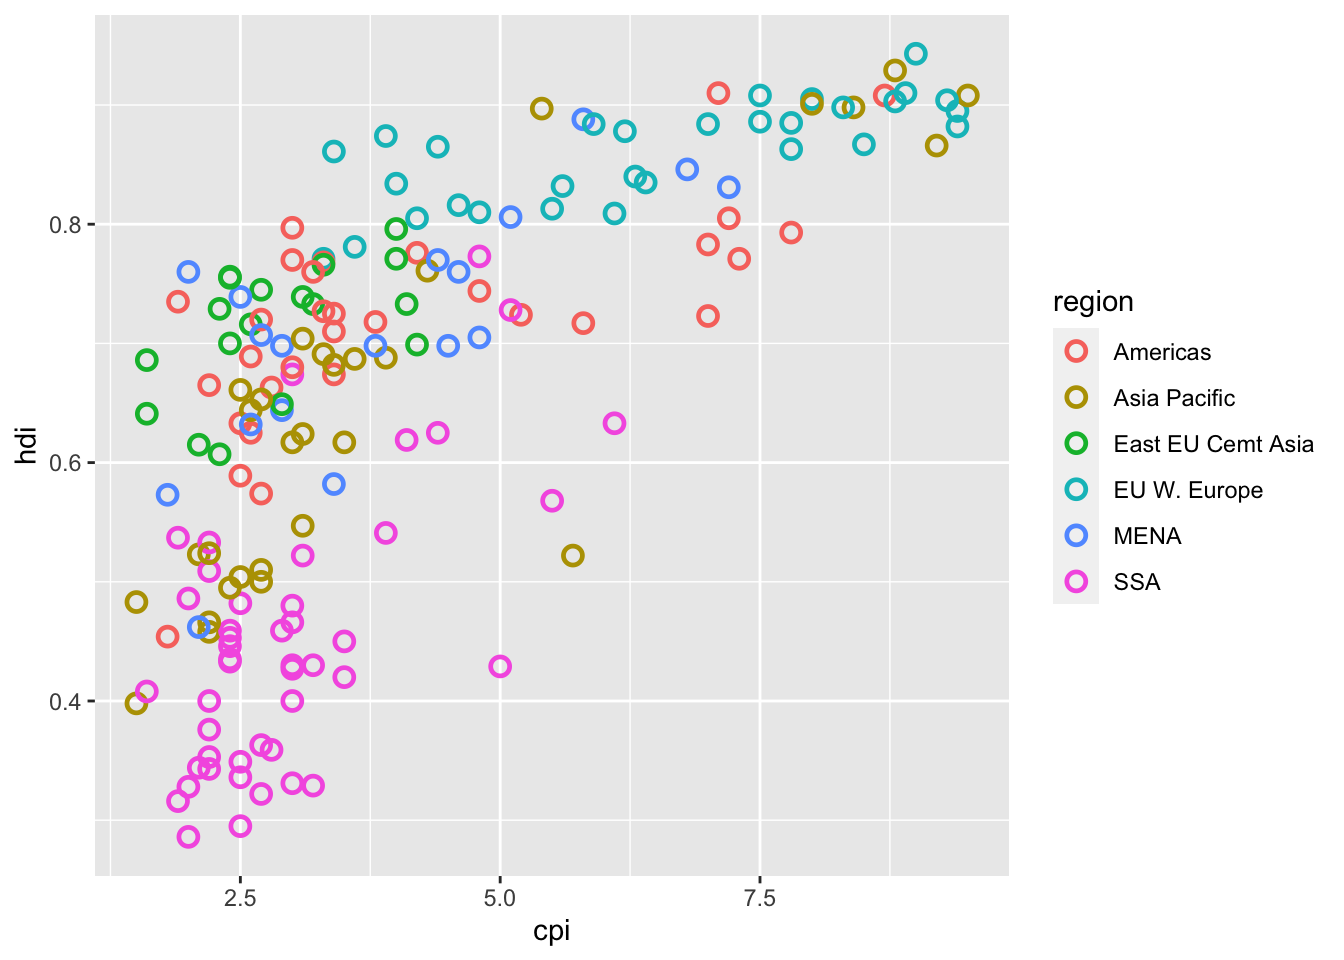 hdi
0.8
0.6
0.4
2.5 5.0 7.5
cpi
region
Americas
Asia Pacific
East EU Cemt Asia
EU W. Europe
MENA
SSA